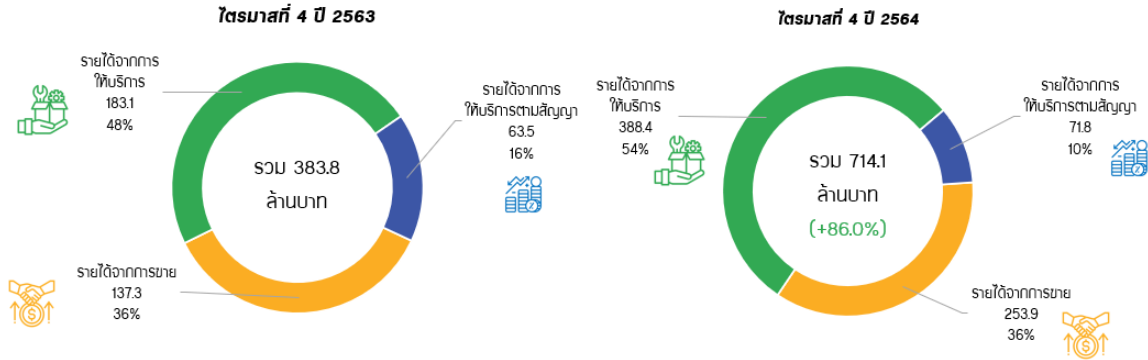 ไตรมาสที่ 4 ปี 2563
รายได้จากการ
ให้บริการ
183.1
48%
รายได้จากการ
ให้บริการตามสัญญา
63.5
16%
รวม 383.8
ล้านบาท
รายได้จากการขาย
137.3
36%
ไตรมาสที่ 4 ปี 2564
รายได้จากการ
ให้บริการ
388.4
54%
รายได้จากการ
ให้บริการตามสัญญา
71.8
10%
รวม 714.1
ล้านบาท
(+86.0%)
รายได้จากการขาย
253.9
36%